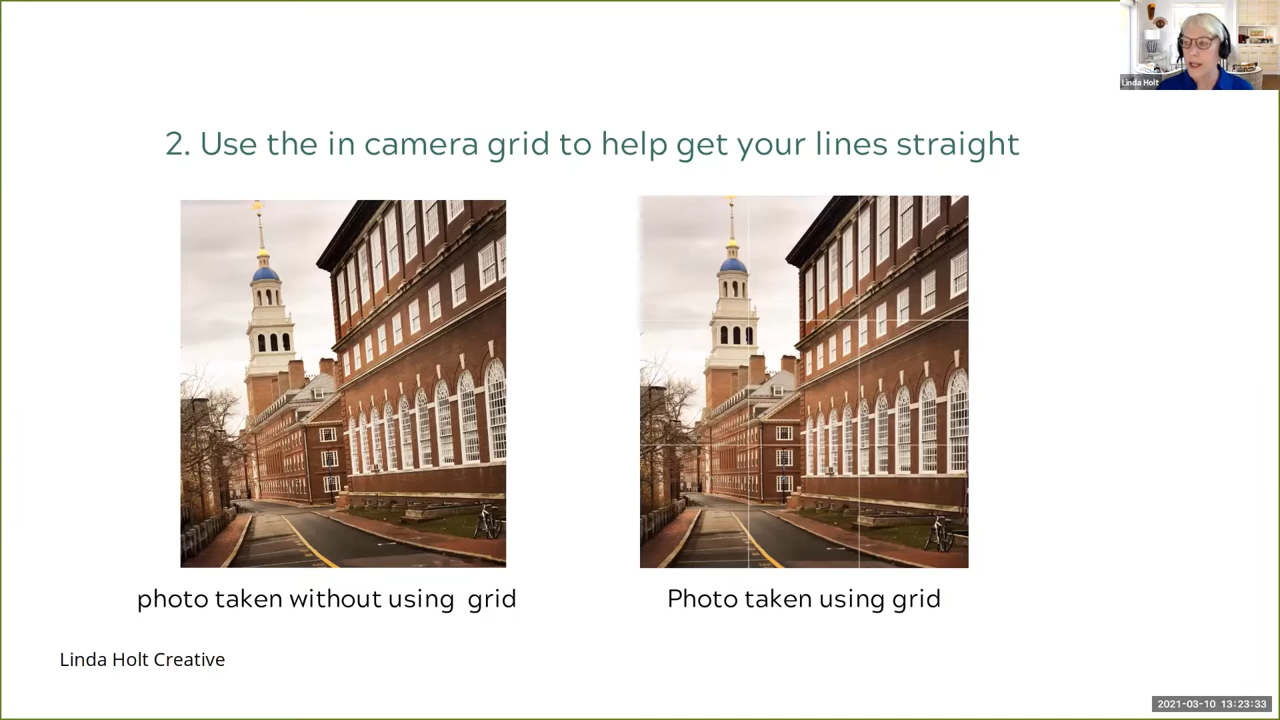 Linda Holt
2. Use the in camera grid to help get your lines straight
photo taken without using grid
Photo taken using grid
Linda Holt Creative
2021-03-10 13:23:33